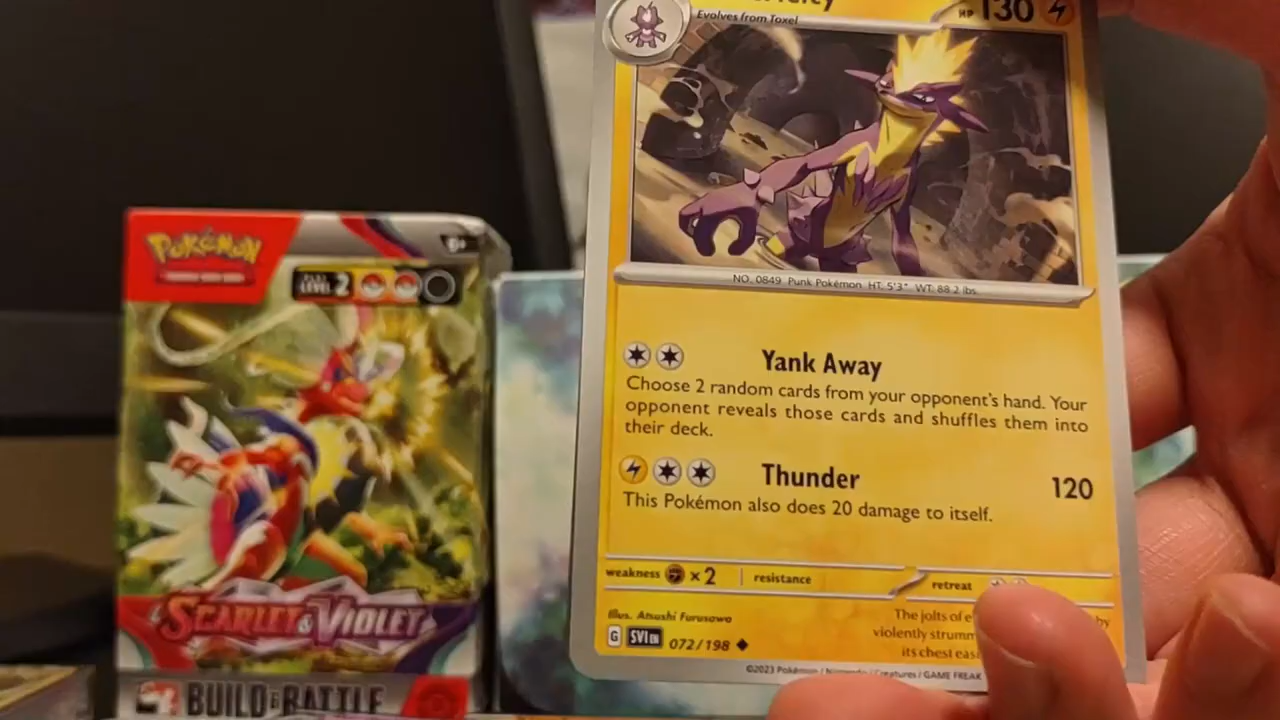 Evolves from Toxel
HP 130
NO. 0849 Punk Pokémon HT: 5'3" WT: 88.2 lbs.
Yank Away
Choose 2 random cards from your opponent's hand. Your
opponent reveals those cards and shuffles them into
their deck.
Thunder 120
This Pokémon also does 20 damage to itself.
weakness ×2 resistance retreat
Illus. Atsushi Furusawa
G SVI EN 072/198
The jolts of
violently strumm
its chest eas
©2023 Pokémon / Nintendo / Creatures / GAME FREAK
POKÉMON
LEVEL 2
6+
SCARLET & VIOLET
BUILD & BATTLE